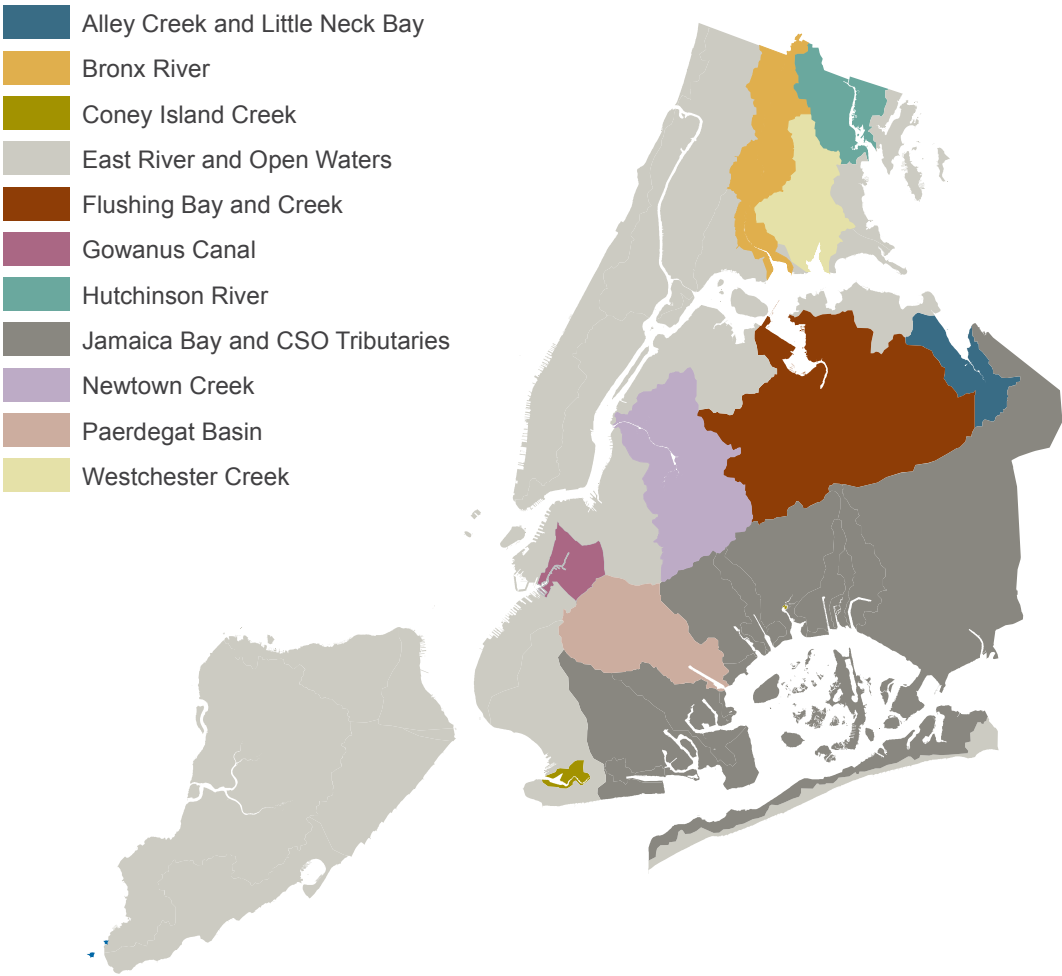 Alley Creek and Little Neck Bay
Bronx River
Coney Island Creek
East River and Open Waters
Flushing Bay and Creek
Gowanus Canal
Hutchinson River
Jamaica Bay and CSO Tributaries
Newtown Creek
Paerdegat Basin
Westchester Creek